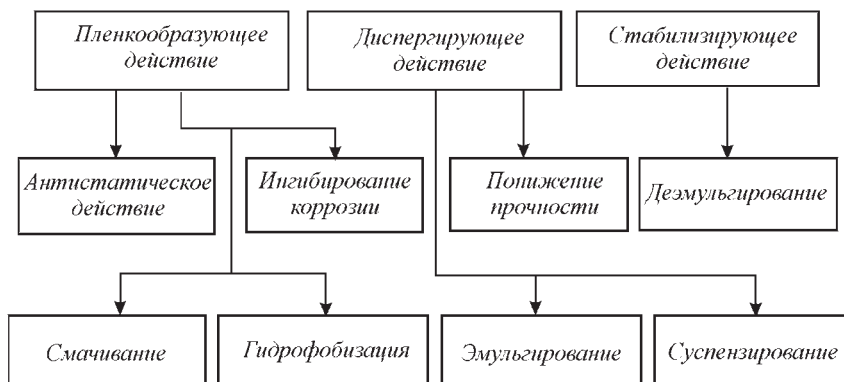 Пленкообразующее
действие
Диспергирующее
действие
Стабилизирующее
действие
Антистатическое
действие
Ингибирование
коррозии
Понижение
прочности
Деэмульгирование
Смачивание
Гидрофобизация
Эмульгирование
Суспензирование